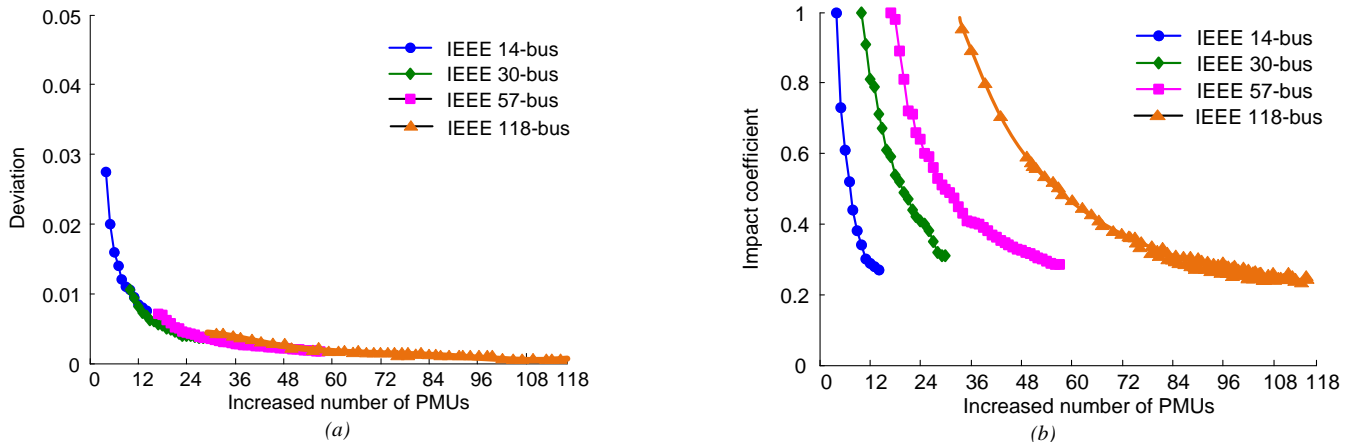 0.05
0.04
0.03
0.02
0.01
0
Deviation
IEEE 14-bus
IEEE 30-bus
IEEE 57-bus
IEEE 118-bus
0 12 24 36 48 60 72 84 96 108 118
Increased number of PMUs
(a)
1
0.8
0.6
0.4
0.2
Impact coefficient
IEEE 14-bus
IEEE 30-bus
IEEE 57-bus
IEEE 118-bus
0 12 24 36 48 60 72 84 96 108 118
Increased number of PMUs
(b)